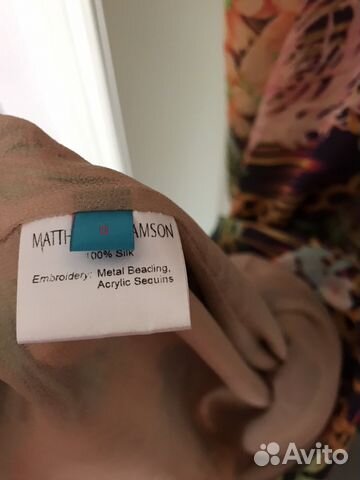 MATTH AMSON
100% Silk
Embroidery: Metal Beading,
Acrylic Sequins
Avito